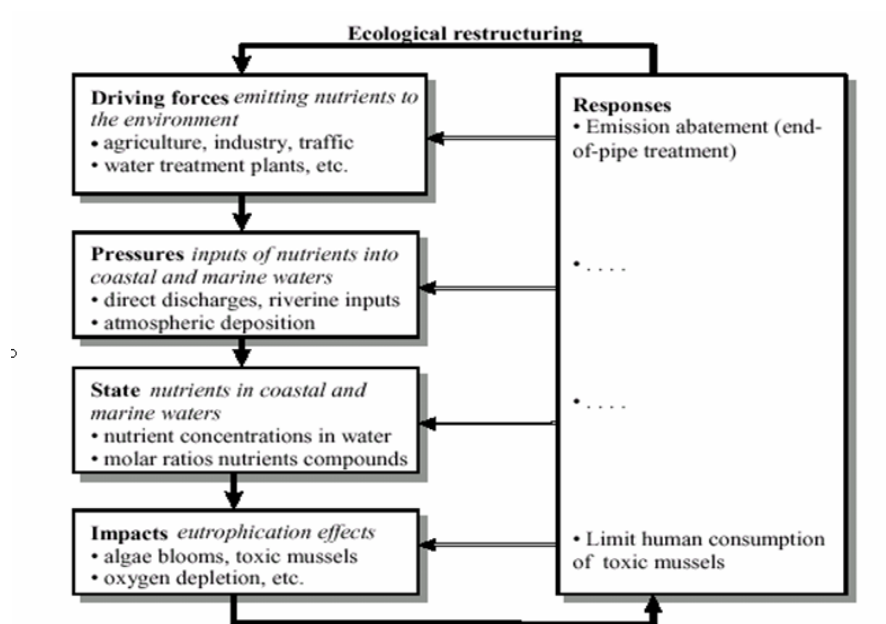 Ecological restructuring
Driving forces emitting nutrients to
the environment
• agriculture, industry, traffic
• water treatment plants, etc.
Pressures inputs of nutrients into
coastal and marine waters
• direct discharges, riverine inputs
• atmospheric deposition
State nutrients in coastal and
marine waters
• nutrient concentrations in water
• molar ratios nutrients compounds
Impacts eutrophication effects
• algae blooms, toxic mussels
• oxygen depletion, etc.
Responses
• Emission abatement (end-
of-pipe treatment)
• . . . .
• . . . .
• Limit human consumption
of toxic mussels